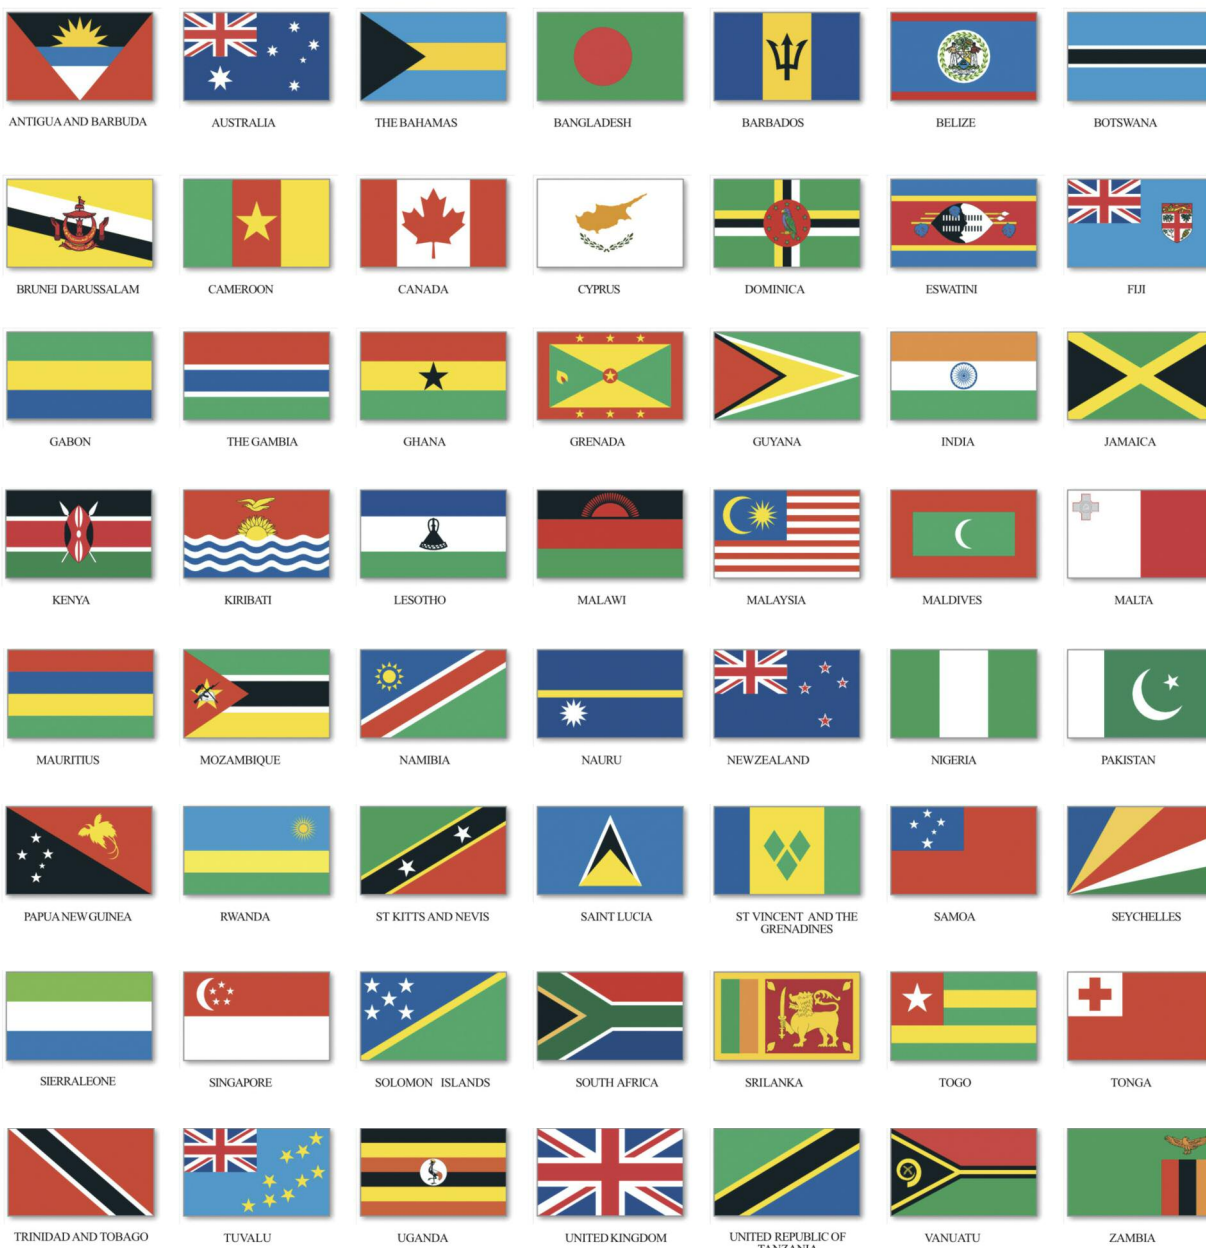 ANTIGUA AND BARBUDA
AUSTRALIA
THE BAHAMAS
BANGLADESH
BARBADOS
BELIZE
BOTSWANA
BRUNEI DARUSSALAM
CAMEROON
CANADA
CYPRUS
DOMINICA
ESWATINI
FIJI
GABON
THE GAMBIA
GHANA
GRENADA
GUYANA
INDIA
JAMAICA
KENYA
KIRIBATI
LESOTHO
MALAWI
MALAYSIA
MALDIVES
MALTA
MAURITIUS
MOZAMBIQUE
NAMIBIA
NAURU
NEWZEALAND
NIGERIA
PAKISTAN
PAPUA NEW GUINEA
RWANDA
ST KITTS AND NEVIS
SAINT LUCIA
ST VINCENT AND THE
GRENADINES
SAMOA
SEYCHELLES
SIERRALEONE
SINGAPORE
SOLOMON ISLANDS
SOUTH AFRICA
SRILANKA
TOGO
TONGA
TRINIDAD AND TOBAGO
TUVALU
UGANDA
UNITED KINGDOM
UNITED REPUBLIC OF
TANZANIA
VANUATU
ZAMBIA